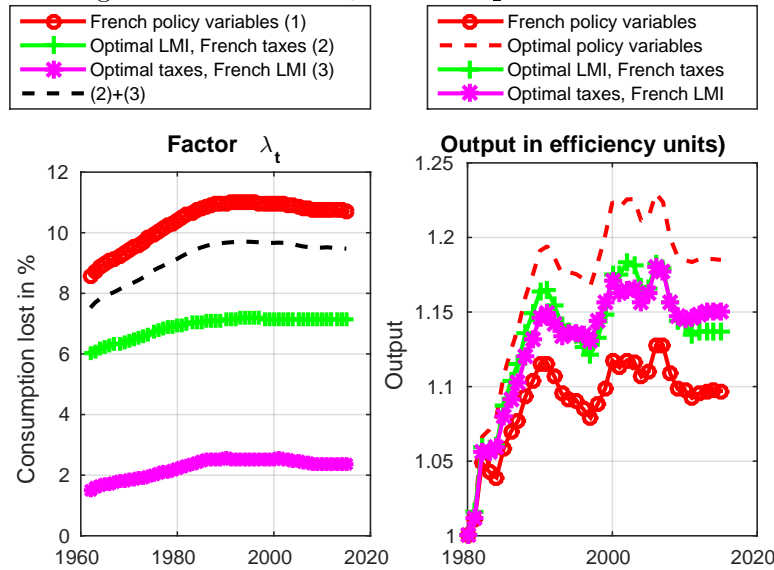 French policy variables (1)
Optimal LMI, French taxes (2)
Optimal taxes, French LMI (3)
(2)+(3)
French policy variables
Optimal policy variables
Optimal LMI, French taxes
Optimal taxes, French LMI
Factor λt
Consumption lost in %
12
10
8
6
4
2
0
1960
1980
2000
2020
Output in efficiency units)
Output
1.25
1.2
1.15
1.1
1.05
1
1980
2000
2020